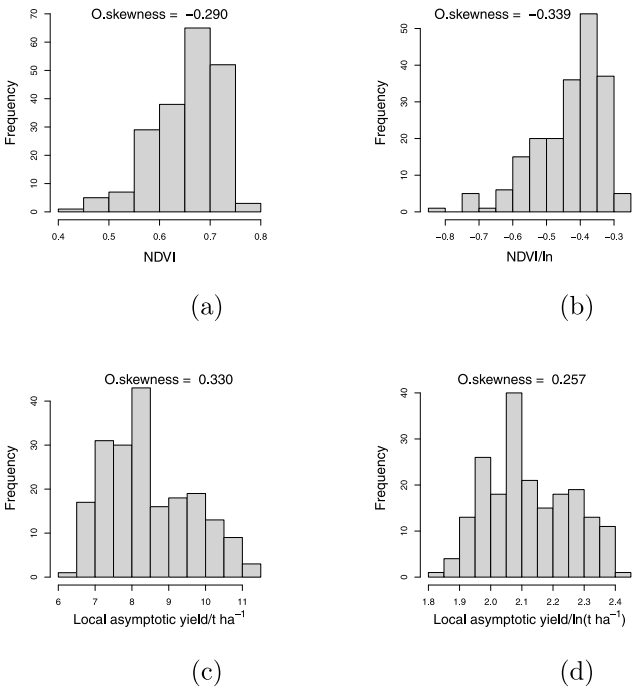 O.skewness = −0.290
Frequency
0 10 20 30 40 50 60 70
0.4 0.5 0.6 0.7 0.8
NDVI
(a)
O.skewness = −0.339
Frequency
0 10 20 30 40 50
−0.8 −0.7 −0.6 −0.5 −0.4 −0.3
NDVI/ln
(b)
O.skewness = 0.330
Frequency
0 10 20 30 40
6 7 8 9 10 11
Local asymptotic yield/t ha⁻¹
(c)
O.skewness = 0.257
Frequency
0 10 20 30 40
1.8 1.9 2.0 2.1 2.2 2.3 2.4
Local asymptotic yield/ln(t ha⁻¹)
(d)